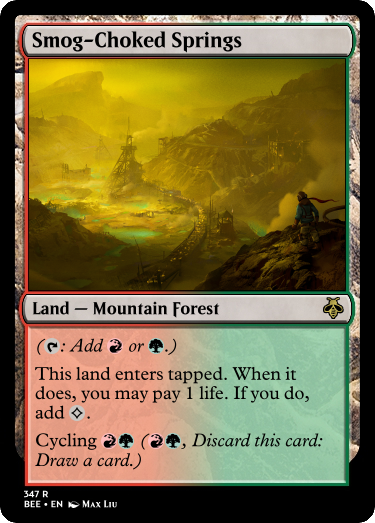 Smog-Choked Springs
Land — Mountain Forest
(T: Add R or G.)
This land enters tapped. When it
does, you may pay 1 life. If you do,
add C.
Cycling RG (RG, Discard this card:
Draw a card.)
347 R
BEE • EN Max Liu